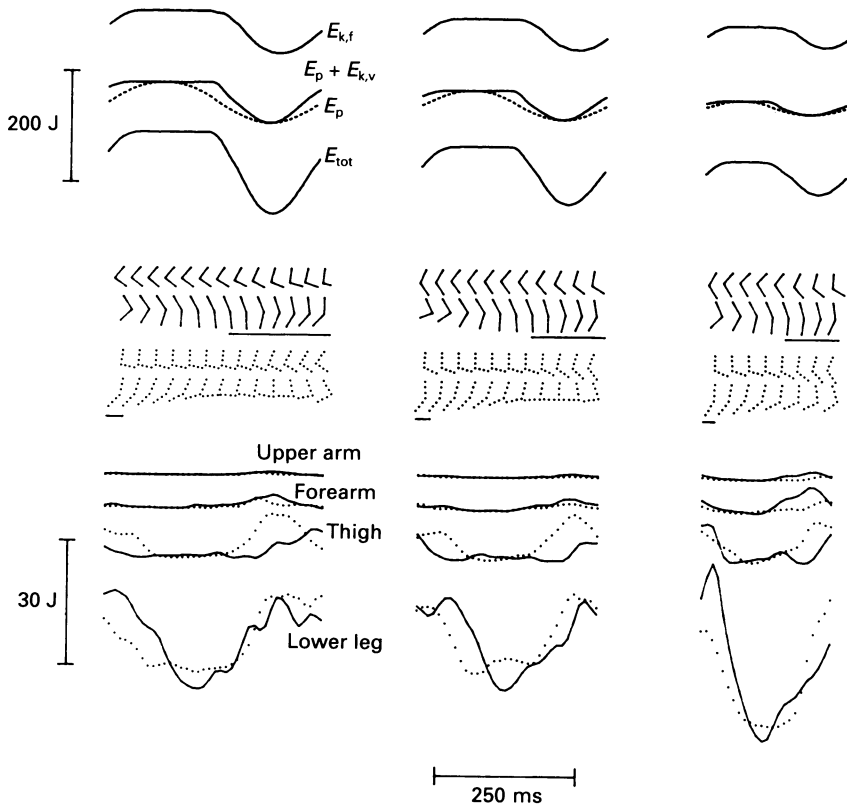 E_k,f
E_p + E_k,v
200 J
E_p
E_tot
Upper arm
Forearm
Thigh
30 J
Lower leg
250 ms